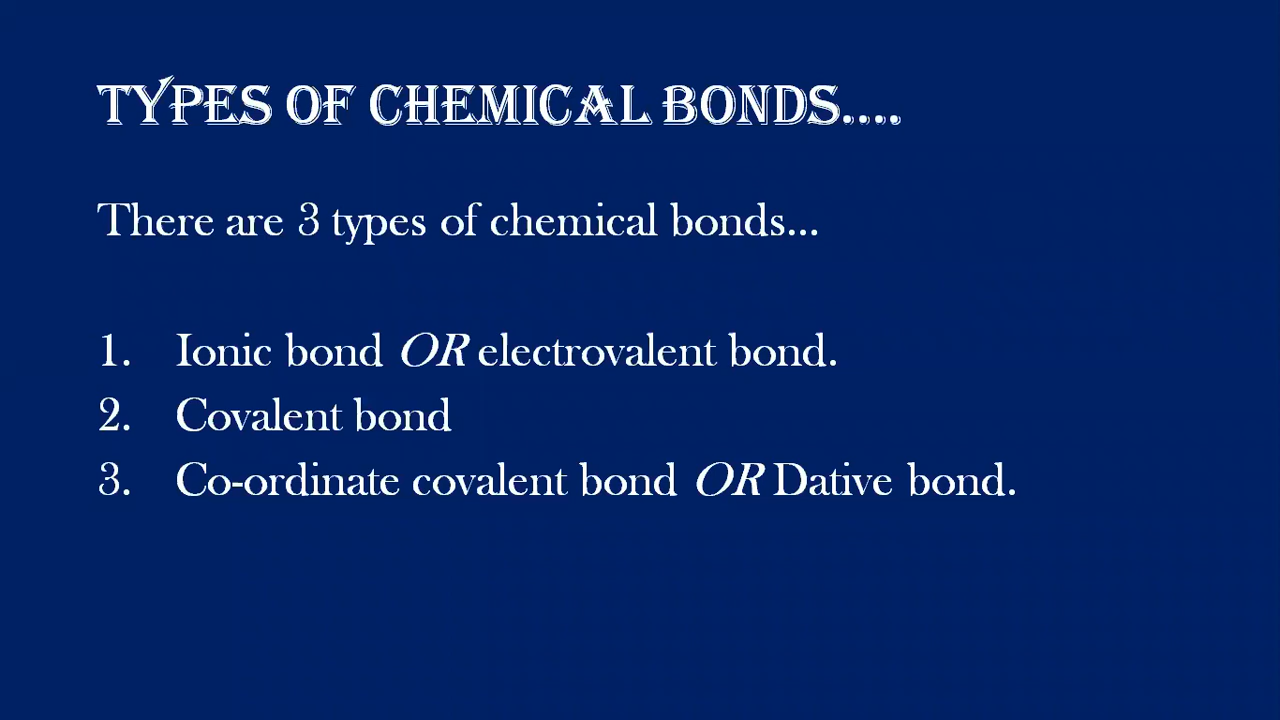 TYPES OF CHEMICAL BONDS....
There are 3 types of chemical bonds...
1. Ionic bond OR electrovalent bond.
2. Covalent bond
3. Co-ordinate covalent bond OR Dative bond.